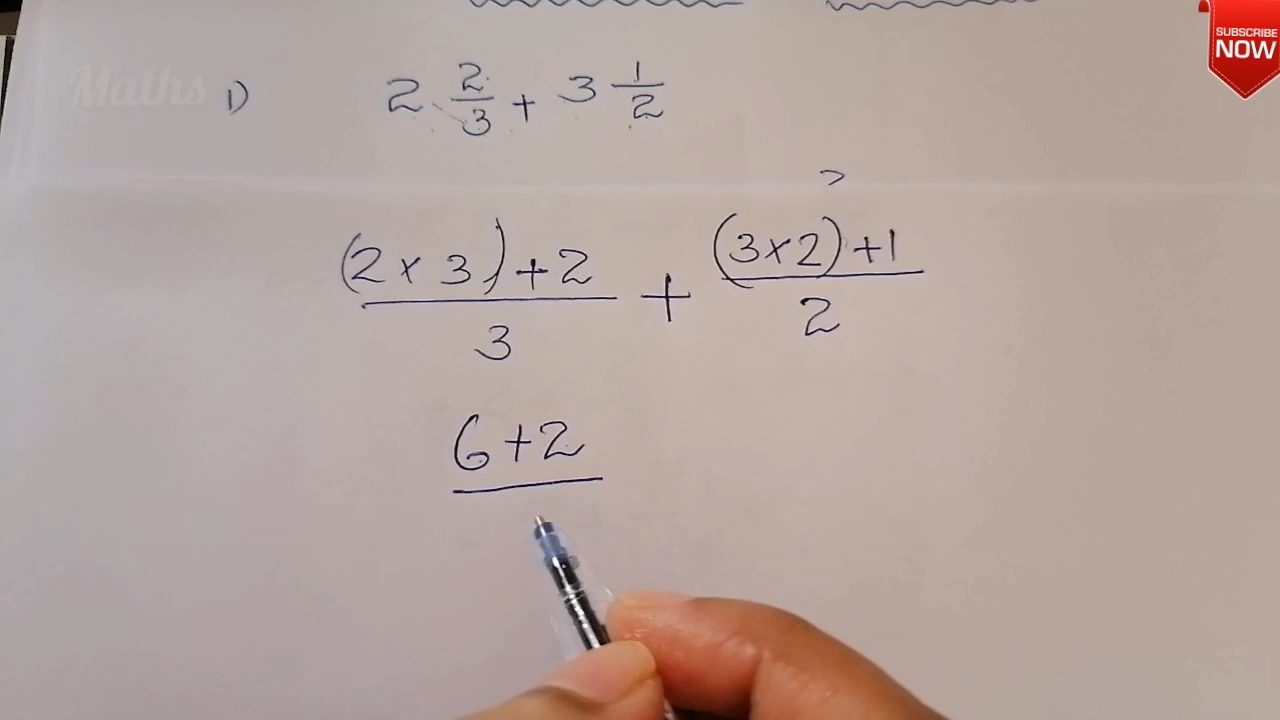 Maths
SUBSCRIBE
NOW
1) 2 2/3 + 3 1/2
(2 x 3) + 2 / 3 + (3 x 2) + 1 / 2
6 + 2